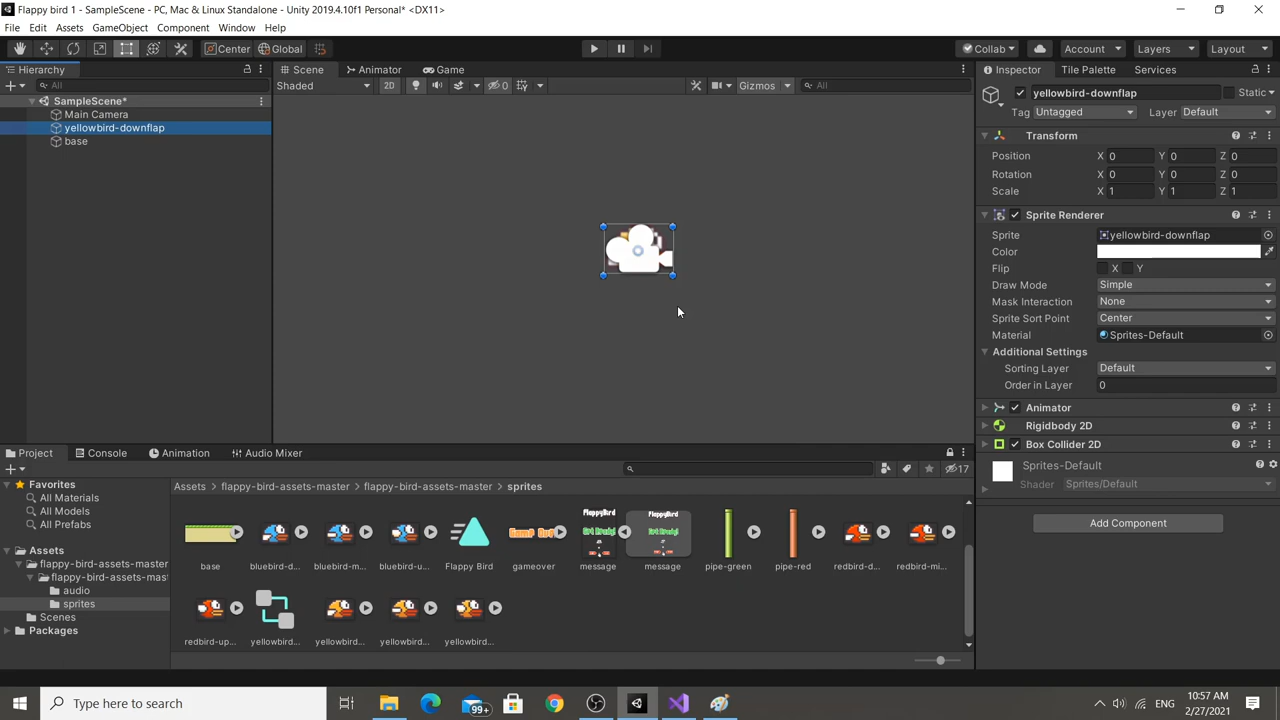 Flappy bird 1 - SampleScene - PC, Mac & Linux Standalone - Unity 2019.4.10f1 Personal* <DX11>
File Edit Assets GameObject Component Window Help
Center Global Collab Account Layers Layout
Hierarchy Scene Animator Game Inspector Tile Palette Services
All Shaded 2D 0 Gizmos All yellowbird-downflap Static
SampleScene*
Main Camera Tag Untagged Layer Default
yellowbird-downflap
base
Transform
Position X 0 Y 0 Z 0
Rotation X 0 Y 0 Z 0
Scale X 1 Y 1 Z 1
Sprite Renderer
Sprite yellowbird-downflap
Color
Flip X Y
Draw Mode Simple
Mask Interaction None
Sprite Sort Point Center
Material Sprites-Default
Additional Settings
Sorting Layer Default
Order in Layer 0
Animator
Rigidbody 2D
Box Collider 2D
Sprites-Default
Shader Sprites/Default
Add Component
Project Console Animation Audio Mixer
17
Favorites
All Materials
All Models
All Prefabs
Assets
flappy-bird-assets-master
flappy-bird-assets-mast
audio
sprites
Scenes
Packages
Assets > flappy-bird-assets-master > flappy-bird-assets-master > sprites
FlappyBird FlappyBird
Get Ready! Get Ready!
base bluebird-d... bluebird-m... bluebird-u... Flappy Bird gameover message message pipe-green pipe-red redbird-d... redbird-mi...
redbird-up... yellowbird... yellowbird... yellowbird... yellowbird...
Type here to search 99+ ENG 10:57 AM
2/27/2021